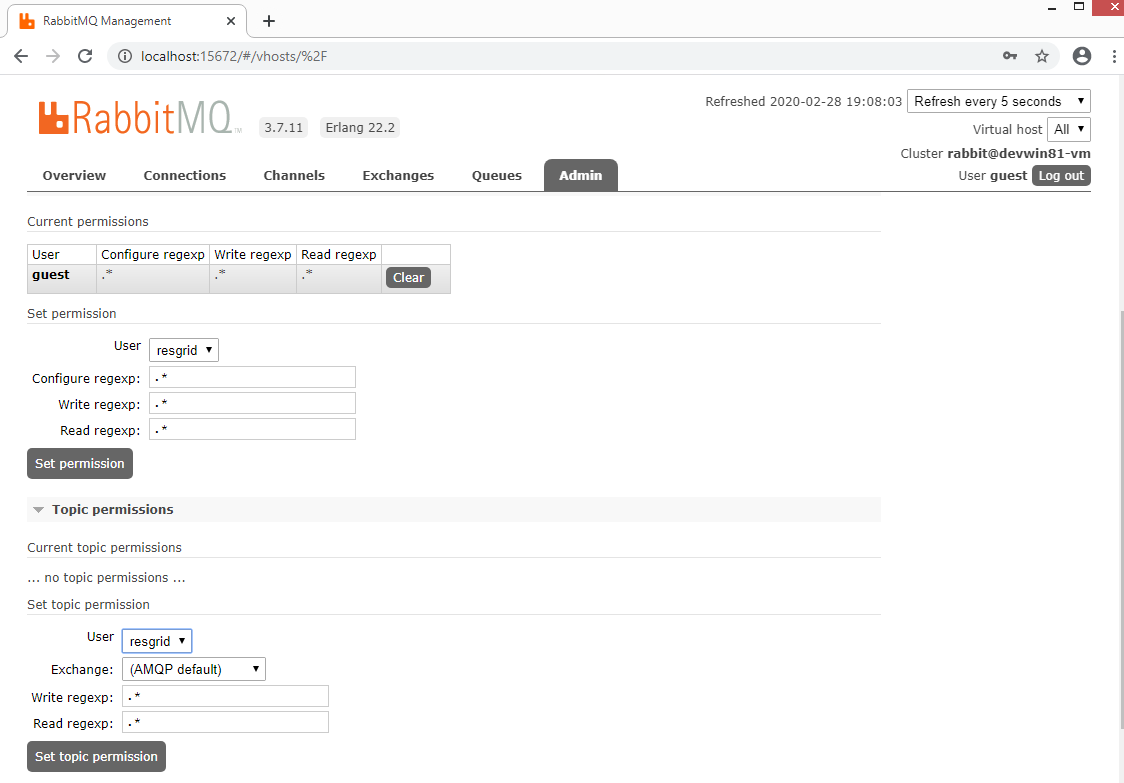 RabbitMQ Management
localhost:15672/#/vhosts/%2F
RabbitMQ TM 3.7.11 Erlang 22.2
Refreshed 2020-02-28 19:08:03 Refresh every 5 seconds
Virtual host All
Cluster rabbit@devwin81-vm
User guest Log out
Overview Connections Channels Exchanges Queues Admin
Current permissions
User Configure regexp Write regexp Read regexp
guest .* .* .* Clear
Set permission
User resgrid
Configure regexp: .*
Write regexp: .*
Read regexp: .*
Set permission
Topic permissions
Current topic permissions
... no topic permissions ...
Set topic permission
User resgrid
Exchange: (AMQP default)
Write regexp: .*
Read regexp: .*
Set topic permission